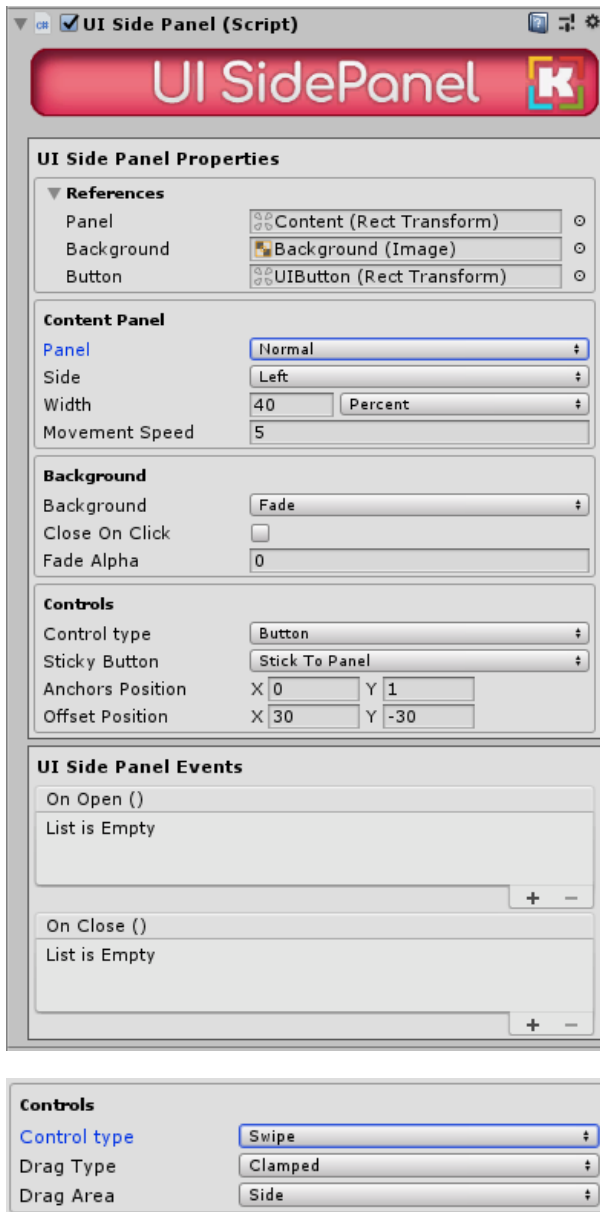 UI Side Panel (Script)
UI SidePanel K
UI Side Panel Properties
References
Panel Content (Rect Transform)
Background Background (Image)
Button UIButton (Rect Transform)
Content Panel
Panel Normal
Side Left
Width 40 Percent
Movement Speed 5
Background
Background Fade
Close On Click
Fade Alpha 0
Controls
Control type Button
Sticky Button Stick To Panel
Anchors Position X 0 Y 1
Offset Position X 30 Y -30
UI Side Panel Events
On Open ()
List is Empty
+ −
On Close ()
List is Empty
+ −
Controls
Control type Swipe
Drag Type Clamped
Drag Area Side